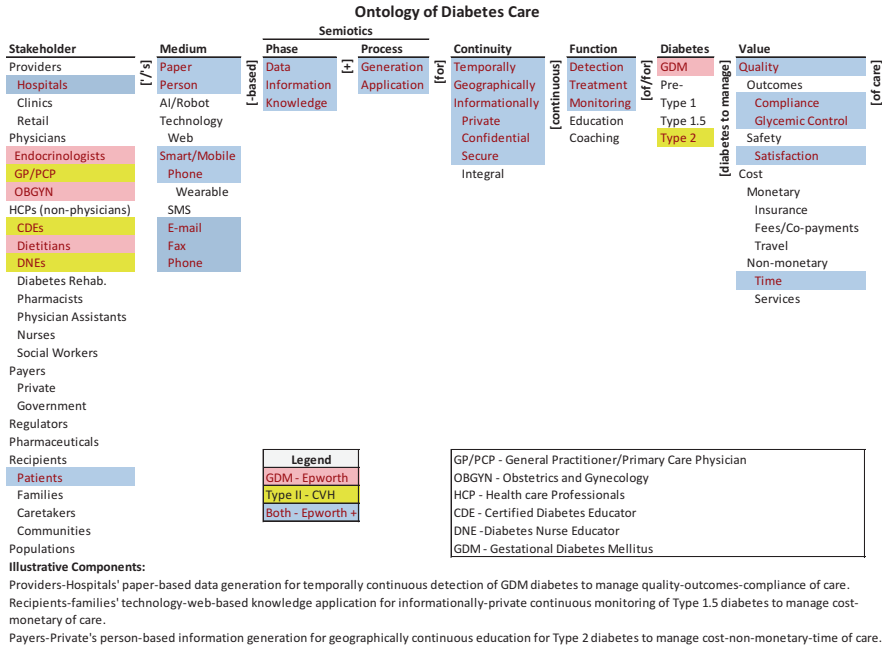 Ontology of Diabetes Care
Semiotics
Stakeholder Medium Phase Process Continuity Function Diabetes Value
Providers ['/'s] Paper [-based] Data [+] Generation [for] Temporally [continuous] Detection [of/for] GDM [diabetes to manage] Quality [of care]
Hospitals Person Information Application Geographically Treatment Pre- Outcomes
Clinics AI/Robot Knowledge Informationally Monitoring Type 1 Compliance
Retail Technology Private Education Type 1.5 Glycemic Control
Physicians Web Confidential Coaching Type 2 Safety
Endocrinologists Smart/Mobile Secure Satisfaction
GP/PCP Phone Integral Cost
OBGYN Wearable Monetary
HCPs (non-physicians) SMS Insurance
CDEs E-mail Fees/Co-payments
Dietitians Fax Travel
DNEs Phone Non-monetary
Diabetes Rehab. Time
Pharmacists Services
Physician Assistants
Nurses
Social Workers
Payers
Private
Government
Regulators
Pharmaceuticals
Recipients Legend GP/PCP - General Practitioner/Primary Care Physician
Patients GDM - Epworth OBGYN - Obstetrics and Gynecology
Families Type II - CVH HCP - Health care Professionals
Caretakers Both - Epworth + CDE - Certified Diabetes Educator
Communities DNE -Diabetes Nurse Educator
Populations GDM - Gestational Diabetes Mellitus
Illustrative Components:
Providers-Hospitals' paper-based data generation for temporally continuous detection of GDM diabetes to manage quality-outcomes-compliance of care.
Recipients-families' technology-web-based knowledge application for informationally-private continuous monitoring of Type 1.5 diabetes to manage cost-
monetary of care.
Payers-Private's person-based information generation for geographically continuous education for Type 2 diabetes to manage cost-non-monetary-time of care.